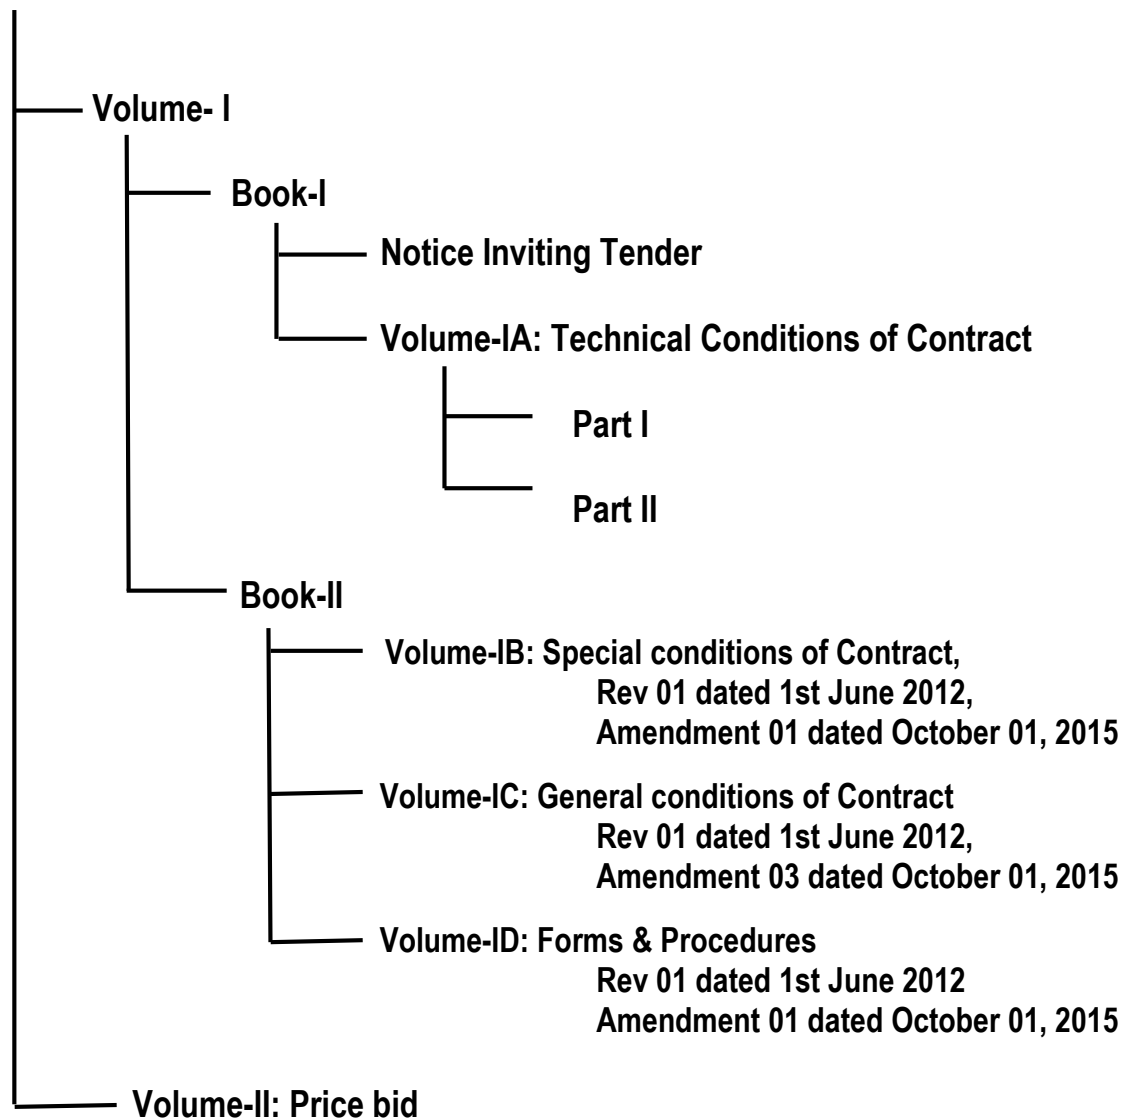 Volume- I
Book-I
Notice Inviting Tender
Volume-IA: Technical Conditions of Contract
Part I
Part II
Book-II
Volume-IB: Special conditions of Contract,
Rev 01 dated 1st June 2012,
Amendment 01 dated October 01, 2015
Volume-IC: General conditions of Contract
Rev 01 dated 1st June 2012,
Amendment 03 dated October 01, 2015
Volume-ID: Forms & Procedures
Rev 01 dated 1st June 2012
Amendment 01 dated October 01, 2015
Volume-II: Price bid